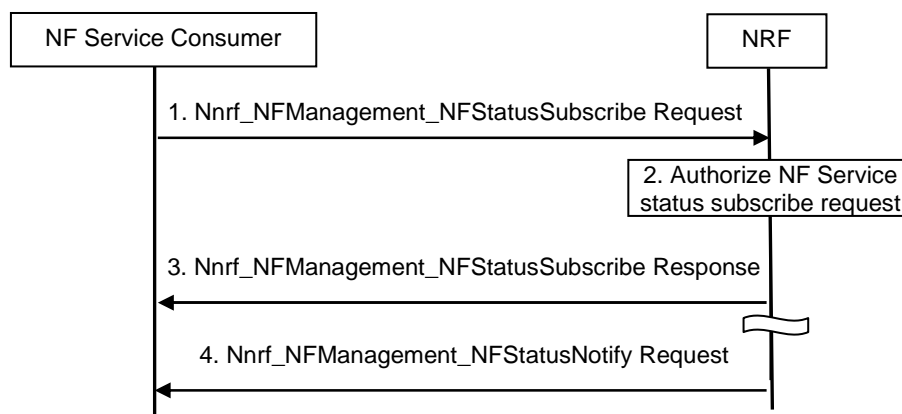 NF Service Consumer
NRF
1. Nnrf_NFManagement_NFStatusSubscribe Request
2. Authorize NF Service
status subscribe request
3. Nnrf_NFManagement_NFStatusSubscribe Response
4. Nnrf_NFManagement_NFStatusNotify Request